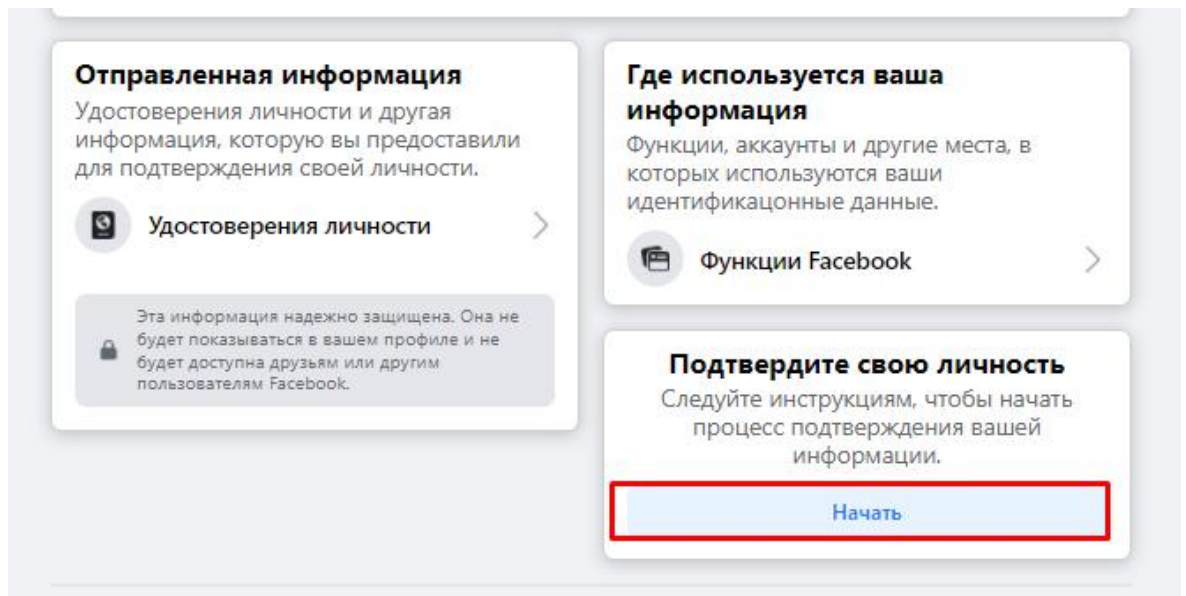 Отправленная информация
Удостоверения личности и другая
информация, которую вы предоставили
для подтверждения своей личности.
Удостоверения личности
Эта информация надежно защищена. Она не
будет показываться в вашем профиле и не
будет доступна друзьям или другим
пользователям Facebook.
Где используется ваша
информация
Функции, аккаунты и другие места, в
которых используются ваши
идентификационные данные.
Функции Facebook
Подтвердите свою личность
Следуйте инструкциям, чтобы начать
процесс подтверждения вашей
информации.
Начать